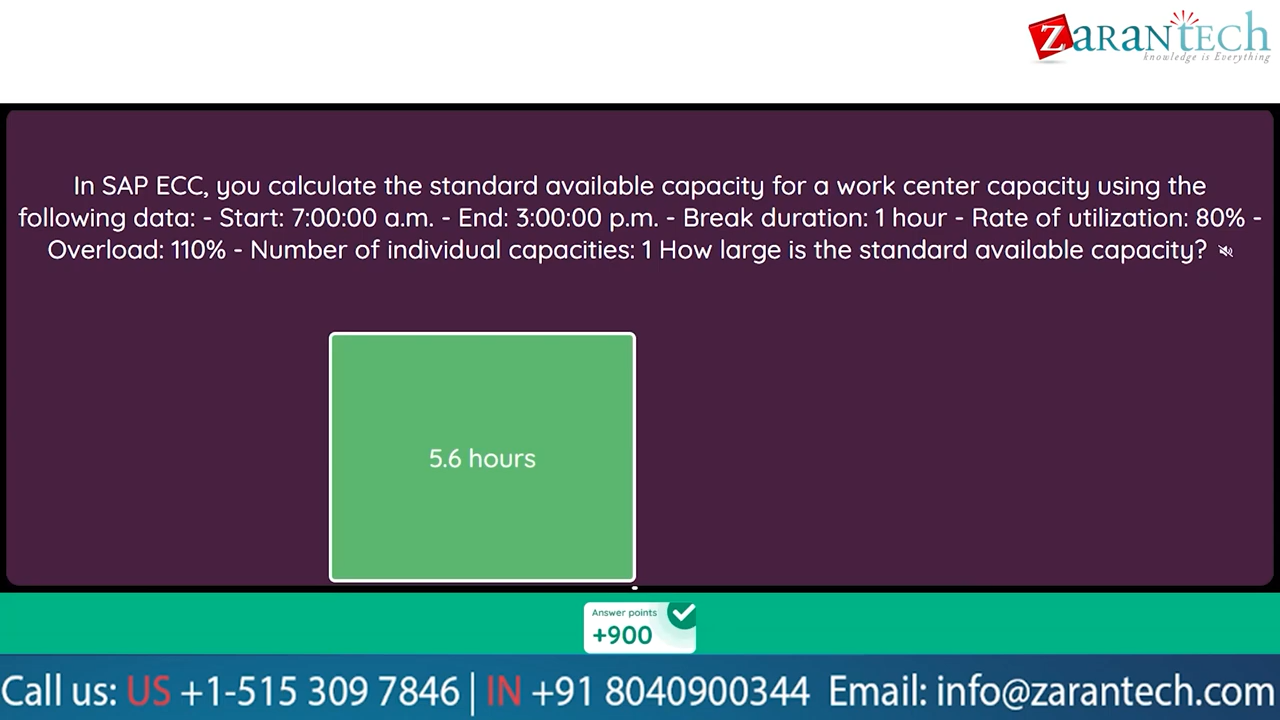 ZARANTECH
knowledge is Everything
In SAP ECC, you calculate the standard available capacity for a work center capacity using the
following data: - Start: 7:00:00 a.m. - End: 3:00:00 p.m. - Break duration: 1 hour - Rate of utilization: 80% -
Overload: 110% - Number of individual capacities: 1 How large is the standard available capacity?
5.6 hours
Answer points
+900
Call us: US +1-515 309 7846 | IN +91 8040900344 Email: info@zarantech.com